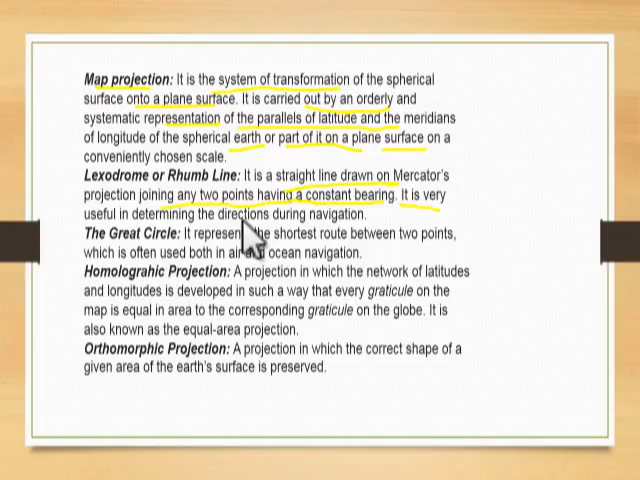 Map projection: It is the system of transformation of the spherical
surface onto a plane surface. It is carried out by an orderly and
systematic representation of the parallels of latitude and the meridians
of longitude of the spherical earth or part of it on a plane surface on a
conveniently chosen scale.
Lexodrome or Rhumb Line: It is a straight line drawn on Mercator's
projection joining any two points having a constant bearing. It is very
useful in determining the directions during navigation.
The Great Circle: It represent the shortest route between two points,
which is often used both in air ocean navigation.
Homolograhic Projection: A projection in which the network of latitudes
and longitudes is developed in such a way that every graticule on the
map is equal in area to the corresponding graticule on the globe. It is
also known as the equal-area projection.
Orthomorphic Projection: A projection in which the correct shape of a
given area of the earth's surface is preserved.